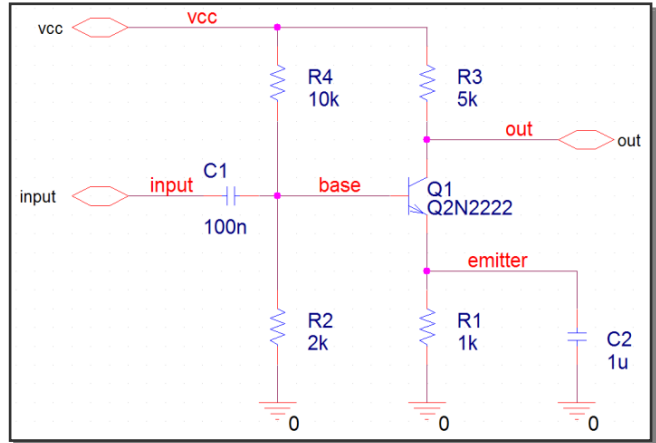 vcc
vcc
R4
10k
R3
5k
out
out
C1
input
input
100n
base
Q1
Q2N2222
emitter
R2
2k
R1
1k
C2
1u
0
0
0